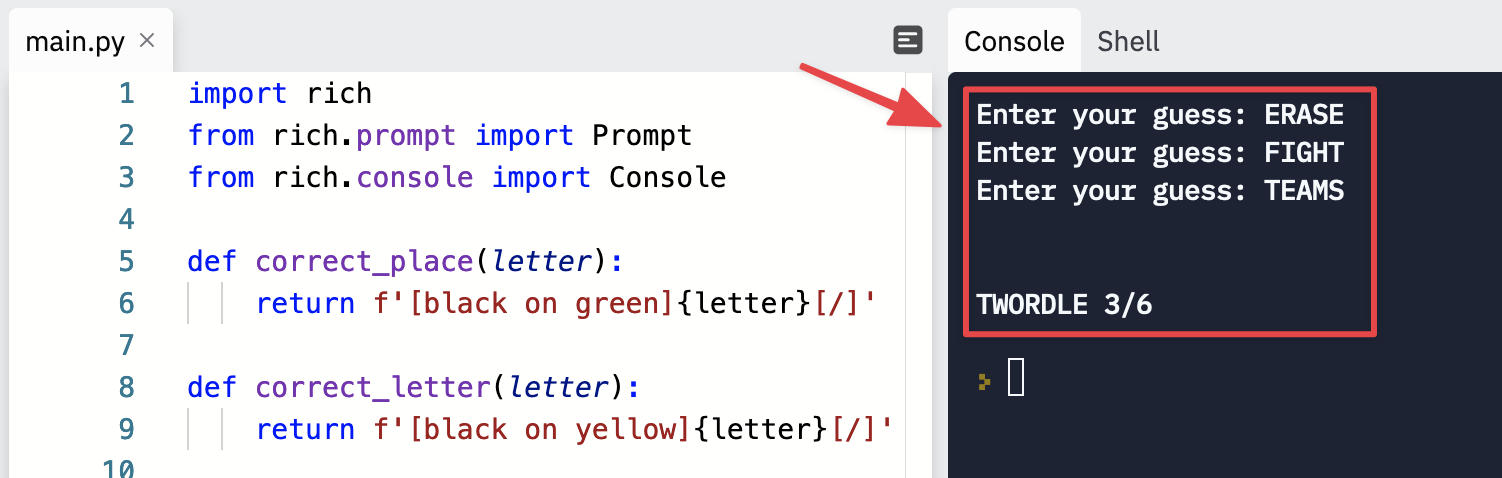 main.py ×
1 import rich
2 from rich.prompt import Prompt
3 from rich.console import Console
4
5 def correct_place(letter):
6 return f'[black on green]{letter}[/]'
7
8 def correct_letter(letter):
9 return f'[black on yellow]{letter}[/]'
10
Console Shell
Enter your guess: ERASE
Enter your guess: FIGHT
Enter your guess: TEAMS
TWORDLE 3/6